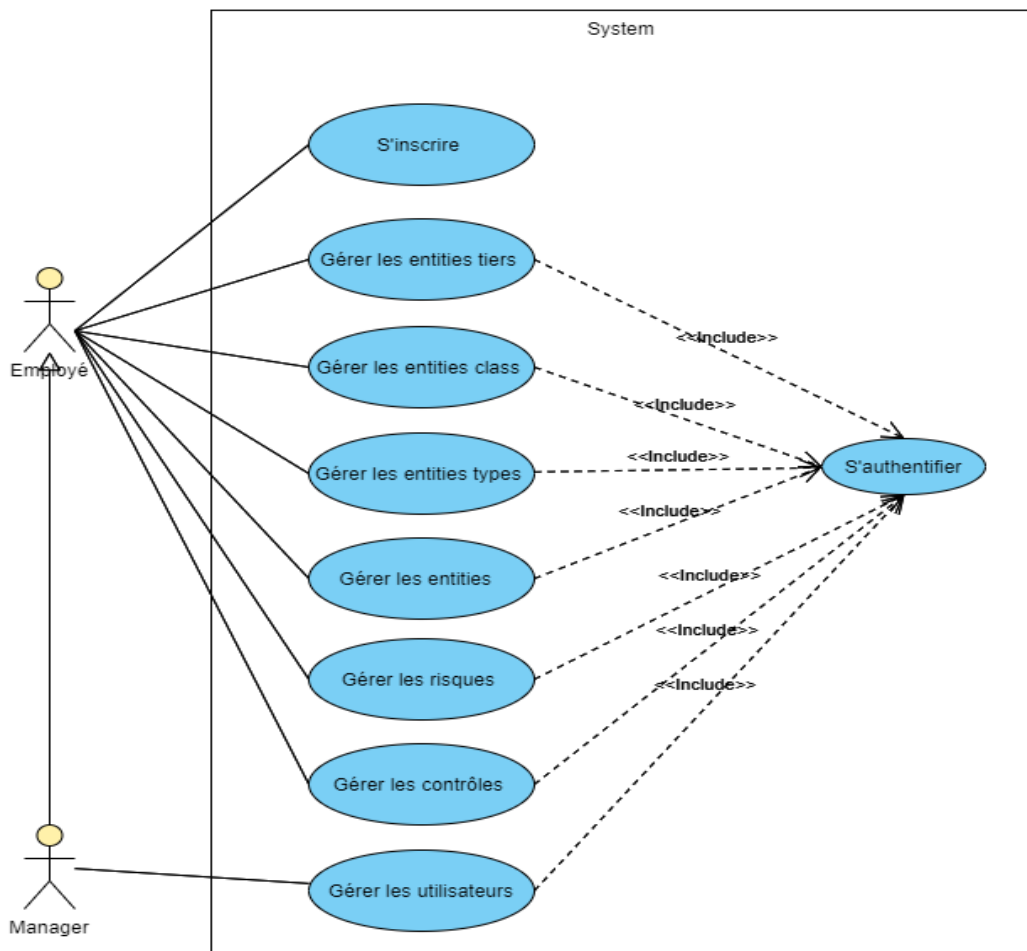 System
S'inscrire
Gérer les entities tiers
<<Include>>
Employé
Gérer les entities class
<<Include>>
Gérer les entities types
<<Include>>
S'authentifier
<<Include>>
Gérer les entities
<<Include>>
Gérer les risques
<<Include>>
Gérer les contrôles
<<Include>>
Gérer les utilisateurs
Manager